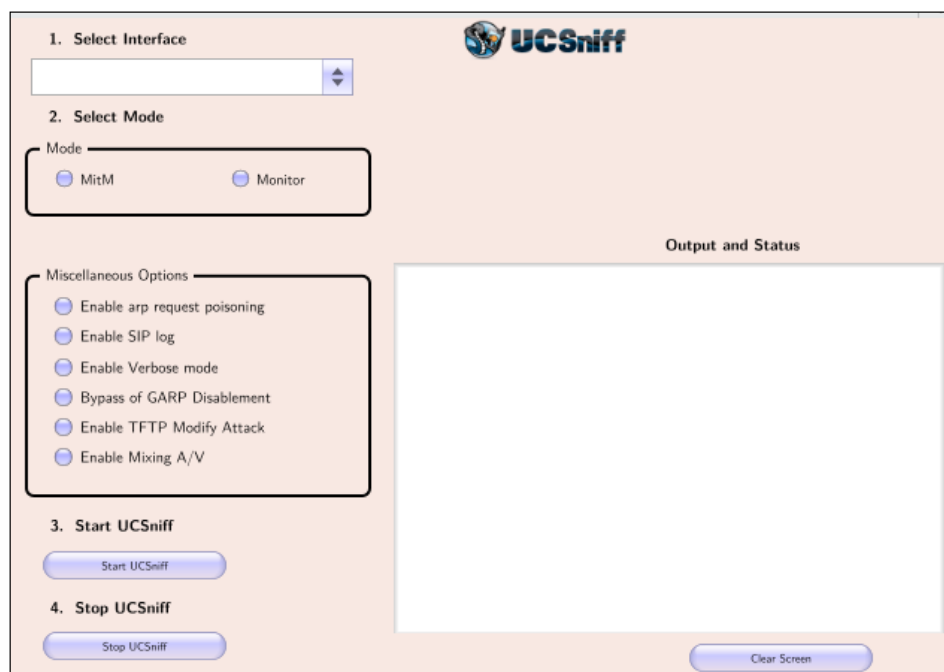 1. Select Interface
UCSniff
2. Select Mode
Mode
MitM
Monitor
Output and Status
Miscellaneous Options
Enable arp request poisoning
Enable SIP log
Enable Verbose mode
Bypass of GARP Disablement
Enable TFTP Modify Attack
Enable Mixing A/V
3. Start UCSniff
Start UCSniff
4. Stop UCSniff
Stop UCSniff
Clear Screen